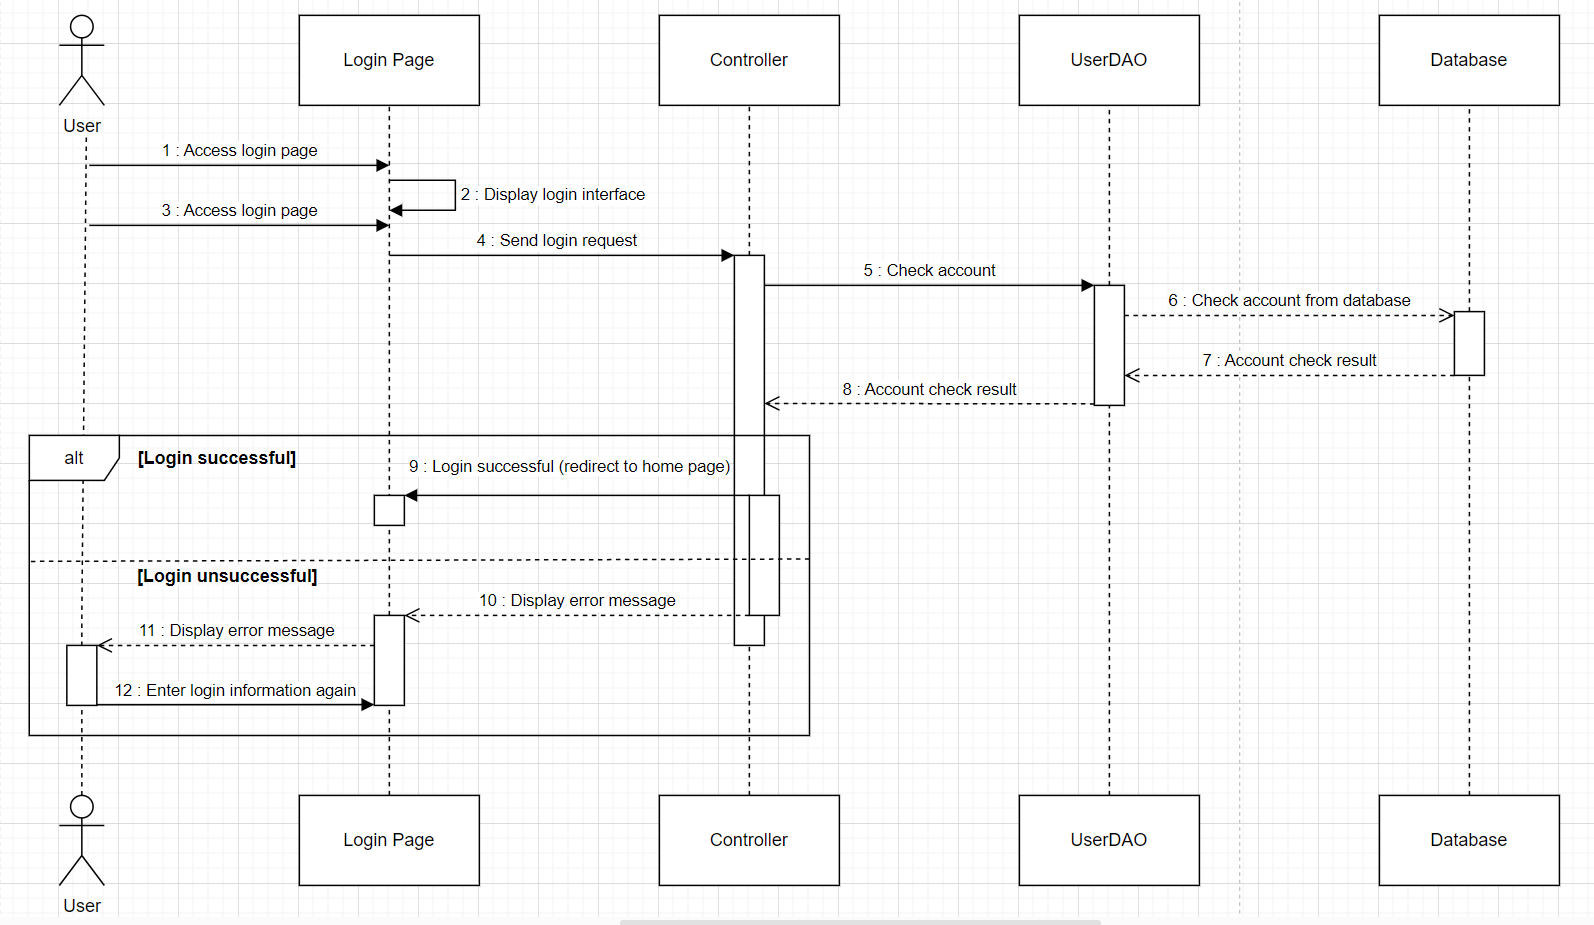 Login Page
Controller
UserDAO
Database
User
1 : Access login page
2 : Display login interface
3 : Access login page
4 : Send login request
5 : Check account
6 : Check account from database
7 : Account check result
8 : Account check result
alt
[Login successful]
9 : Login successful (redirect to home page)
[Login unsuccessful]
10 : Display error message
11 : Display error message
12 : Enter login information again
Login Page
Controller
UserDAO
Database
User